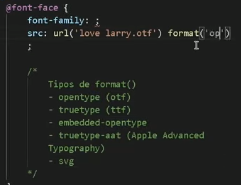 @font-face {
font-family: ;
src: url('love larry.otf') format('op')
;
/*
Tipos de format()
- opentype (otf)
- truetype (ttf)
- embedded-opentype
- truetype-aat (Apple Advanced
Typography)
- svg
*/